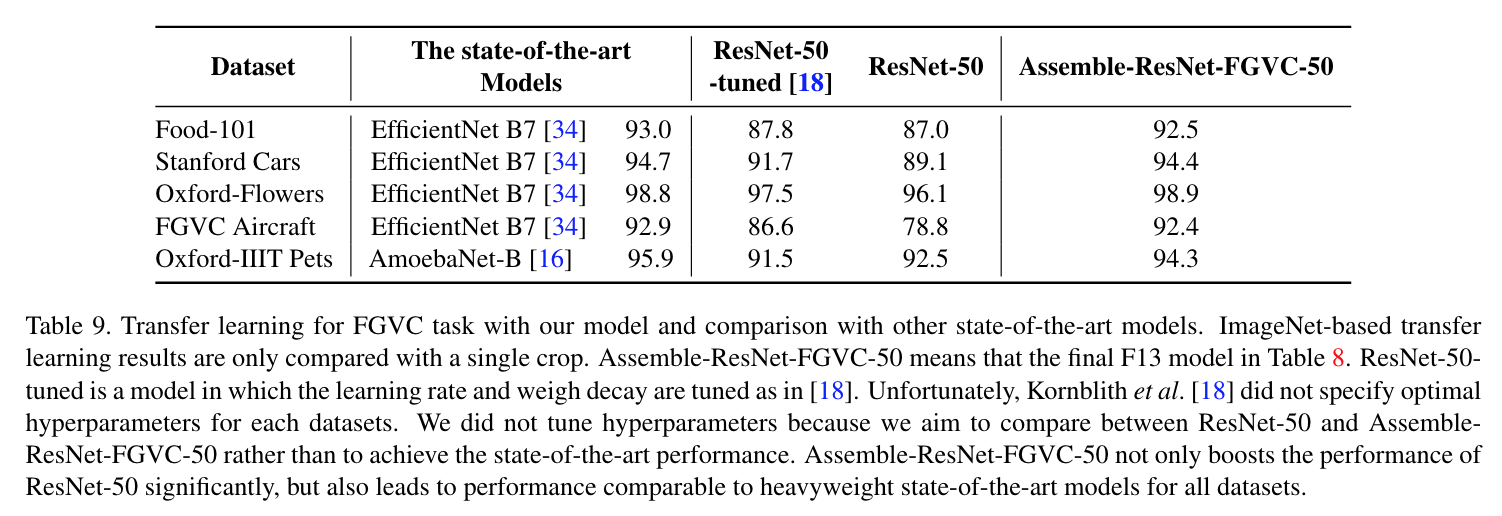 Dataset The state-of-the-art Models ResNet-50 -tuned [18] ResNet-50 Assemble-ResNet-FGVC-50
Food-101 EfficientNet B7 [34] 93.0 87.8 87.0 92.5
Stanford Cars EfficientNet B7 [34] 94.7 91.7 89.1 94.4
Oxford-Flowers EfficientNet B7 [34] 98.8 97.5 96.1 98.9
FGVC Aircraft EfficientNet B7 [34] 92.9 86.6 78.8 92.4
Oxford-IIIT Pets AmoebaNet-B [16] 95.9 91.5 92.5 94.3
Table 9. Transfer learning for FGVC task with our model and comparison with other state-of-the-art models. ImageNet-based transfer
learning results are only compared with a single crop. Assemble-ResNet-FGVC-50 means that the final F13 model in Table 8. ResNet-50-
tuned is a model in which the learning rate and weigh decay are tuned as in [18]. Unfortunately, Kornblith et al. [18] did not specify optimal
hyperparameters for each datasets. We did not tune hyperparameters because we aim to compare between ResNet-50 and Assemble-
ResNet-FGVC-50 rather than to achieve the state-of-the-art performance. Assemble-ResNet-FGVC-50 not only boosts the performance of
ResNet-50 significantly, but also leads to performance comparable to heavyweight state-of-the-art models for all datasets.